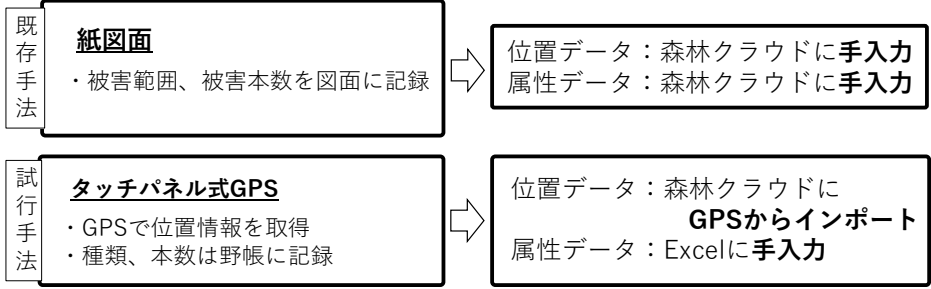 既存手法
紙図面
・被害範囲、被害本数を図面に記録
位置データ：森林クラウドに手入力
属性データ：森林クラウドに手入力
試行手法
タッチパネル式GPS
・GPSで位置情報を取得
・種類、本数は野帳に記録
位置データ：森林クラウドに
GPSからインポート
属性データ：Excelに手入力